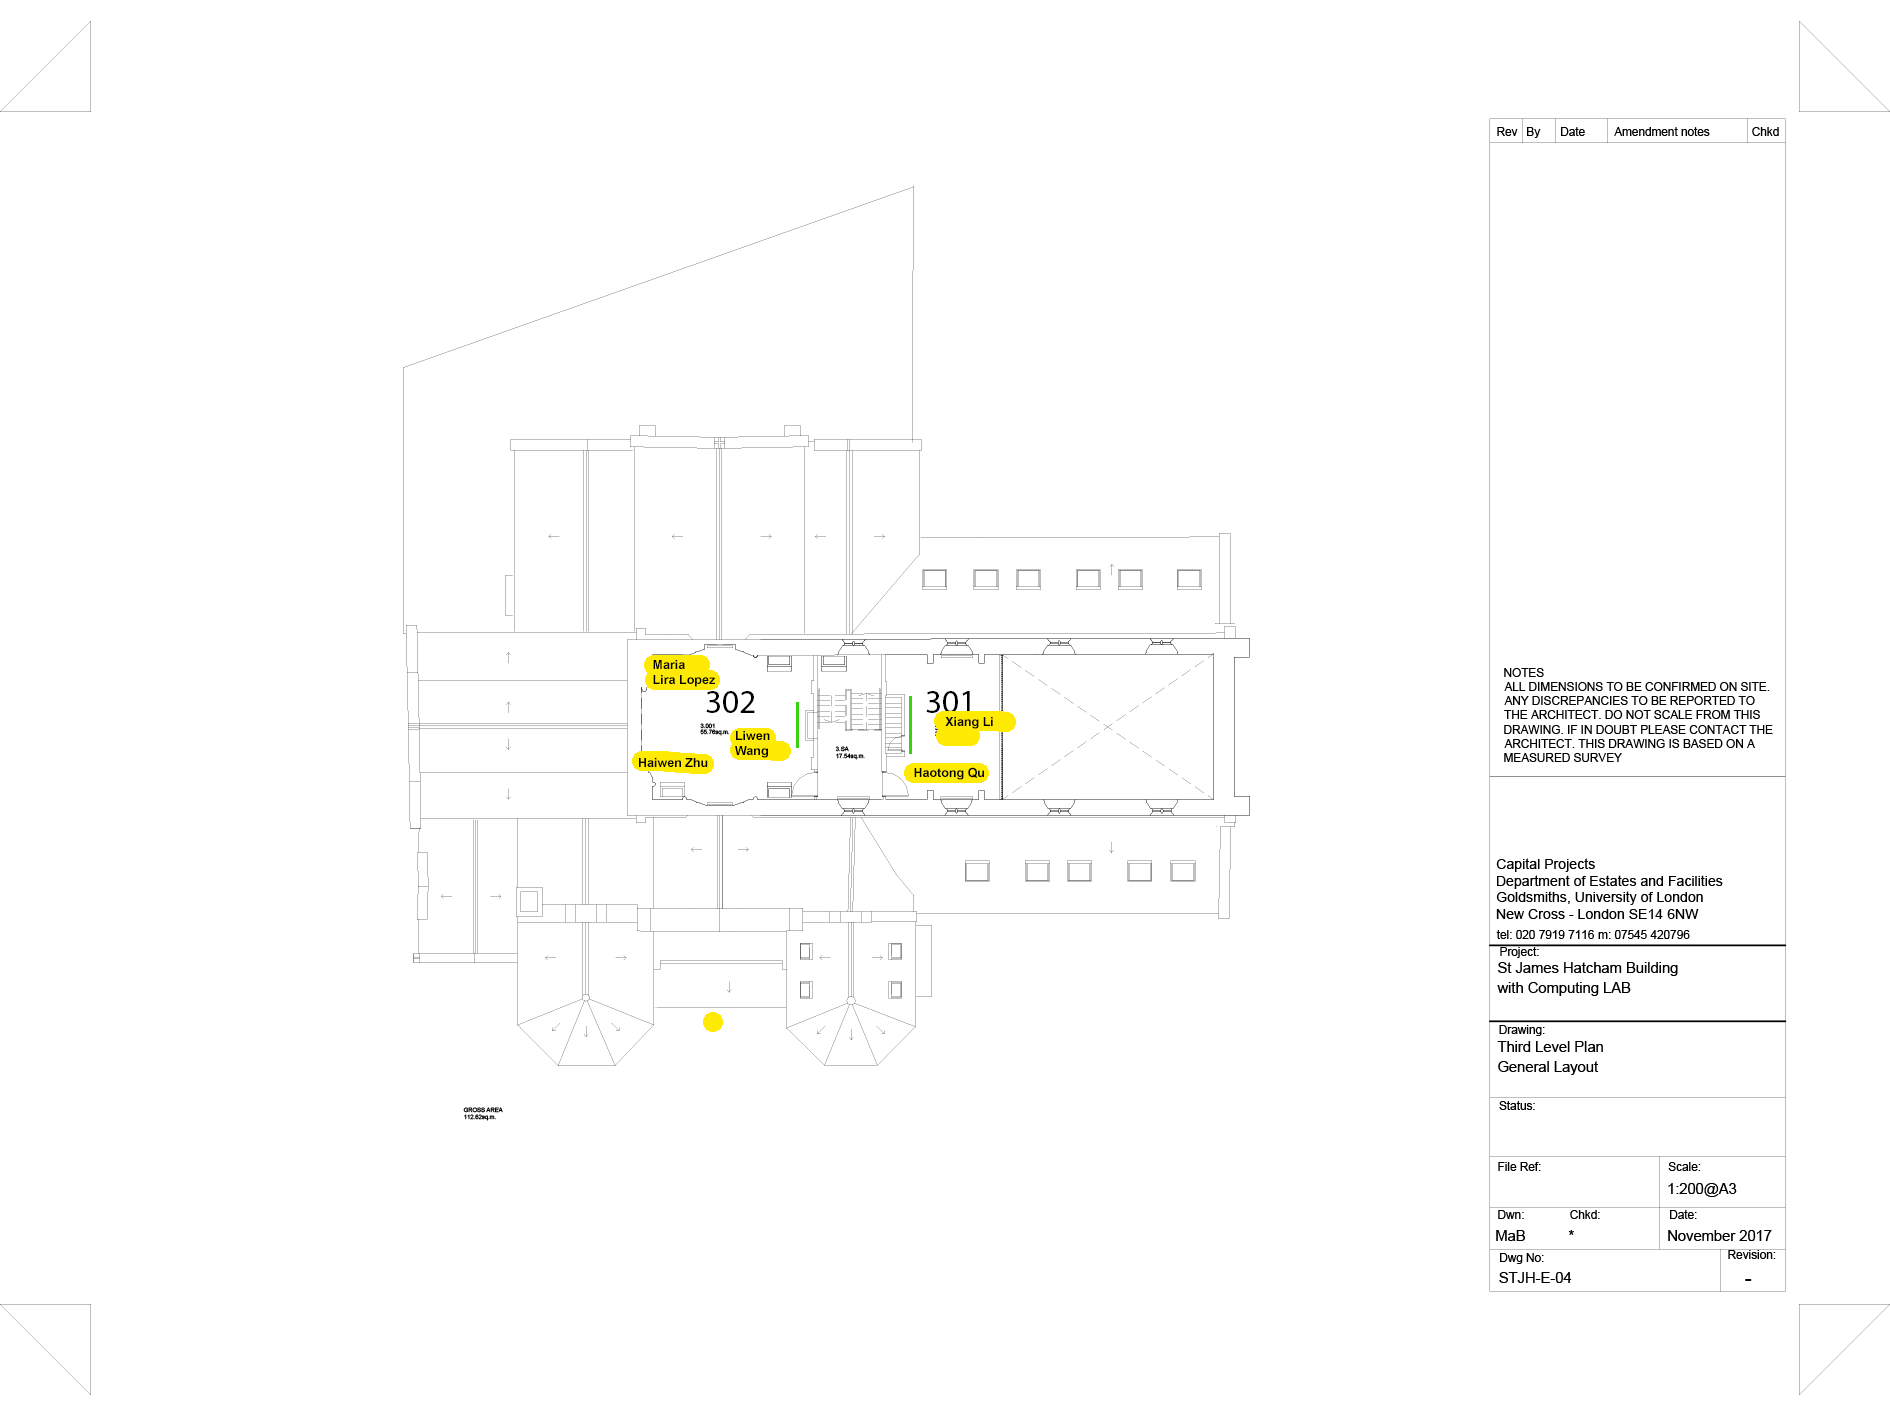 Rev By Date Amendment notes Chkd
Maria
Lira Lopez
302
3.001
55.76sq.m.
Liwen
Wang
Haiwen Zhu
3.SA
17.54sq.m.
301
Xiang Li
Haotong Qu
GROSS AREA
112.62sq.m.
NOTES
ALL DIMENSIONS TO BE CONFIRMED ON SITE.
ANY DISCREPANCIES TO BE REPORTED TO
THE ARCHITECT. DO NOT SCALE FROM THIS
DRAWING. IF IN DOUBT PLEASE CONTACT THE
ARCHITECT. THIS DRAWING IS BASED ON A
MEASURED SURVEY
Capital Projects
Department of Estates and Facilities
Goldsmiths, University of London
New Cross - London SE14 6NW
tel: 020 7919 7116 m: 07545 420796
Project:
St James Hatcham Building
with Computing LAB
Drawing:
Third Level Plan
General Layout
Status:
File Ref: Scale:
1:200@A3
Dwn: Chkd: Date:
MaB * November 2017
Dwg No: Revision:
STJH-E-04 -